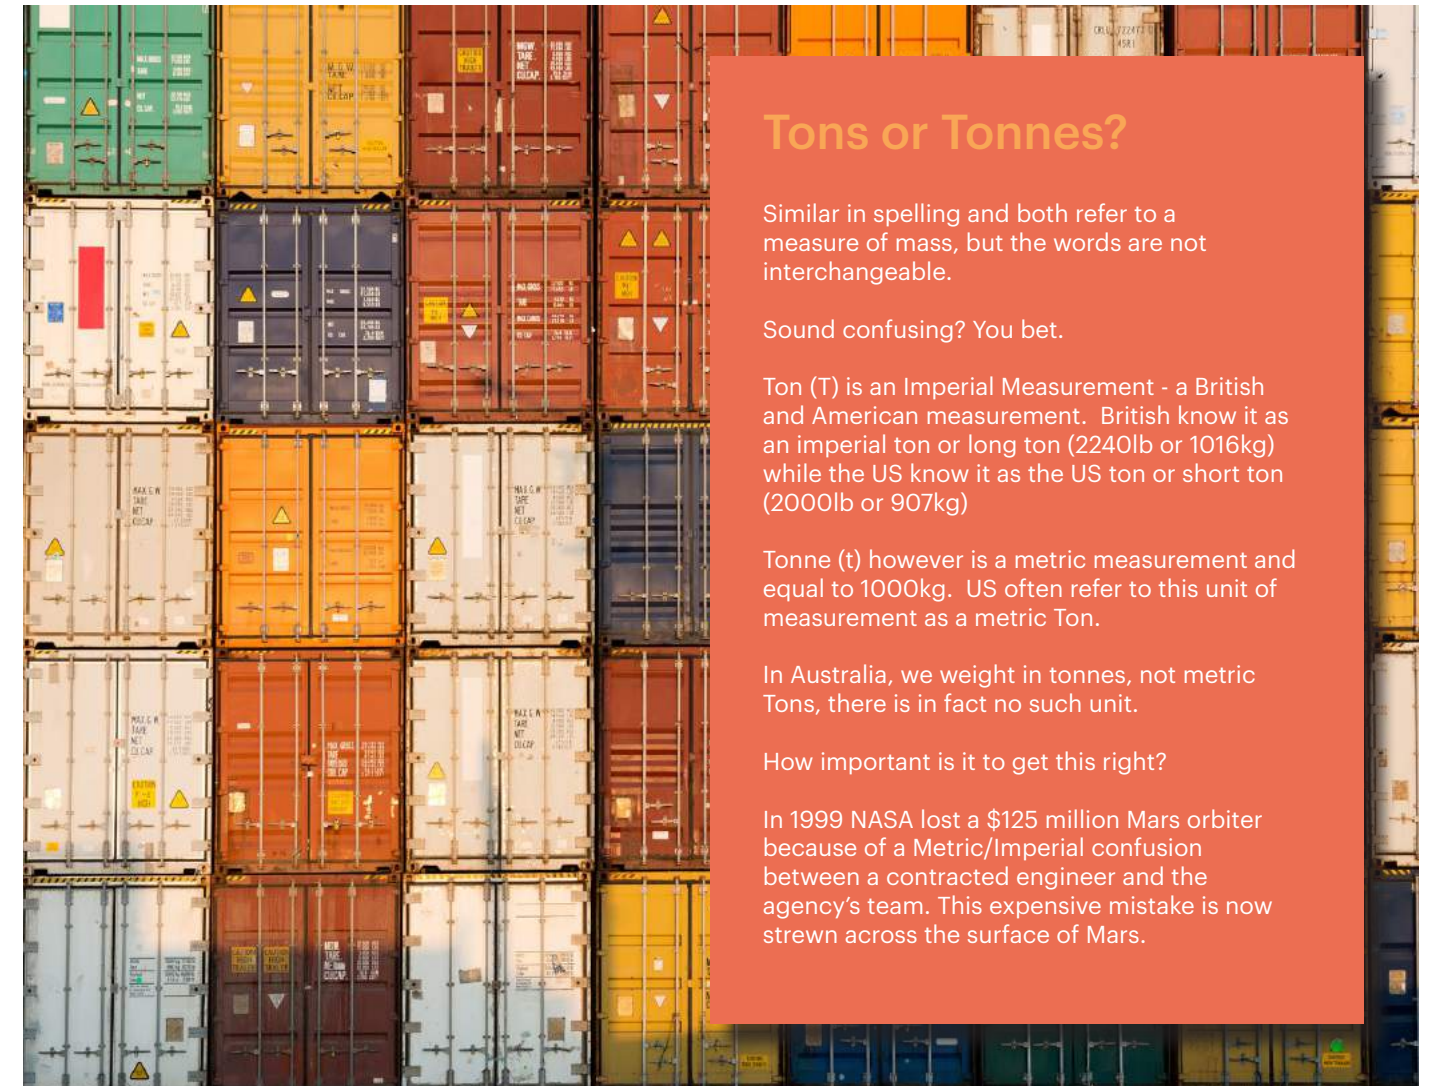 CRLU 72247
45R1
Tons or Tonnes?
Similar in spelling and both refer to a
measure of mass, but the words are not
interchangeable.
Sound confusing? You bet.
Ton (T) is an Imperial Measurement - a British
and American measurement.  British know it as
an imperial ton or long ton (2240lb or 1016kg)
while the US know it as the US ton or short ton
(2000lb or 907kg)
Tonne (t) however is a metric measurement and
equal to 1000kg.  US often refer to this unit of
measurement as a metric Ton.
In Australia, we weight in tonnes, not metric
Tons, there is in fact no such unit.
How important is it to get this right?
In 1999 NASA lost a $125 million Mars orbiter
because of a Metric/Imperial confusion
between a contracted engineer and the
agency’s team. This expensive mistake is now
strewn across the surface of Mars.